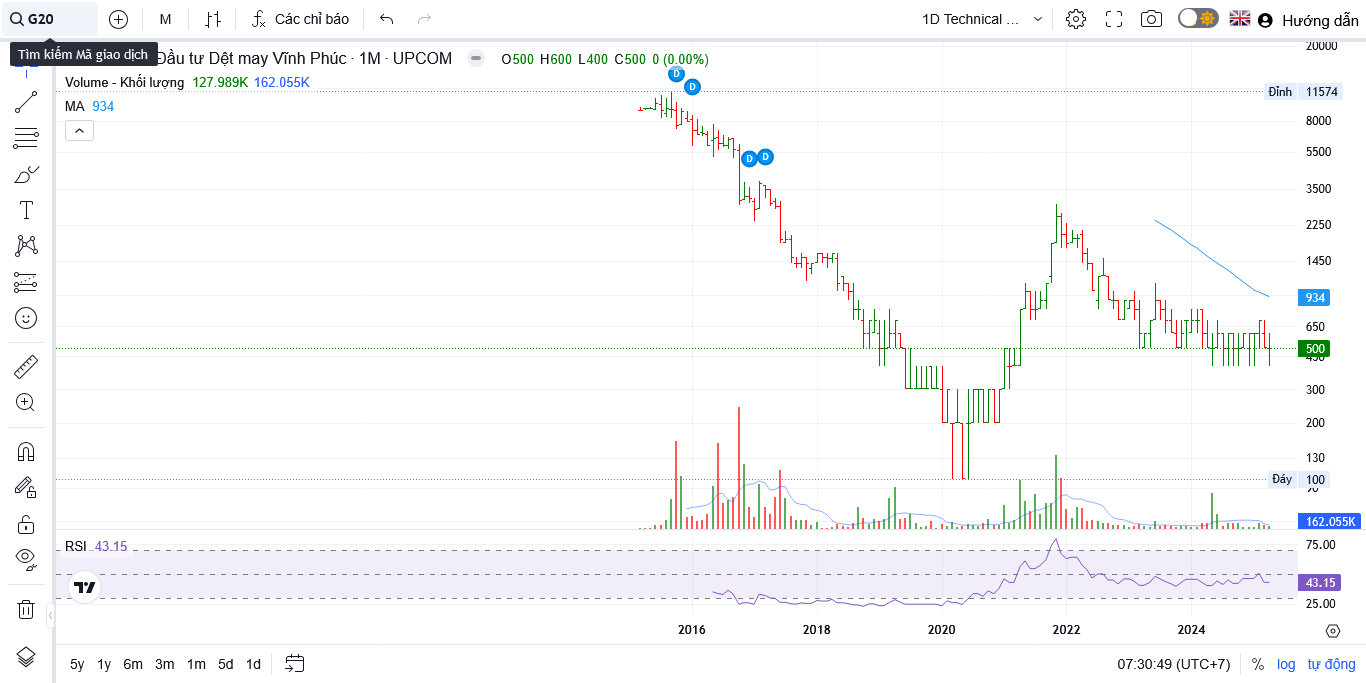 G20
M
Các chỉ báo
1D Technical ...
Hướng dẫn
Tìm kiếm Mã giao dịch
Đầu tư Dệt may Vĩnh Phúc · 1M · UPCOM
O500 H600 L400 C500 0 (0.00%)
Volume - Khối lượng 127.989K 162.055K
MA 934
D
D
D
D
20000
Đỉnh 11574
8000
5500
3500
2250
1450
934
650
500
450
300
200
130
Đáy 100
90
162.055K
RSI 43.15
75.00
43.15
25.00
2016 2018 2020 2022 2024
5y 1y 6m 3m 1m 5d 1d
07:30:49 (UTC+7) % log tự động